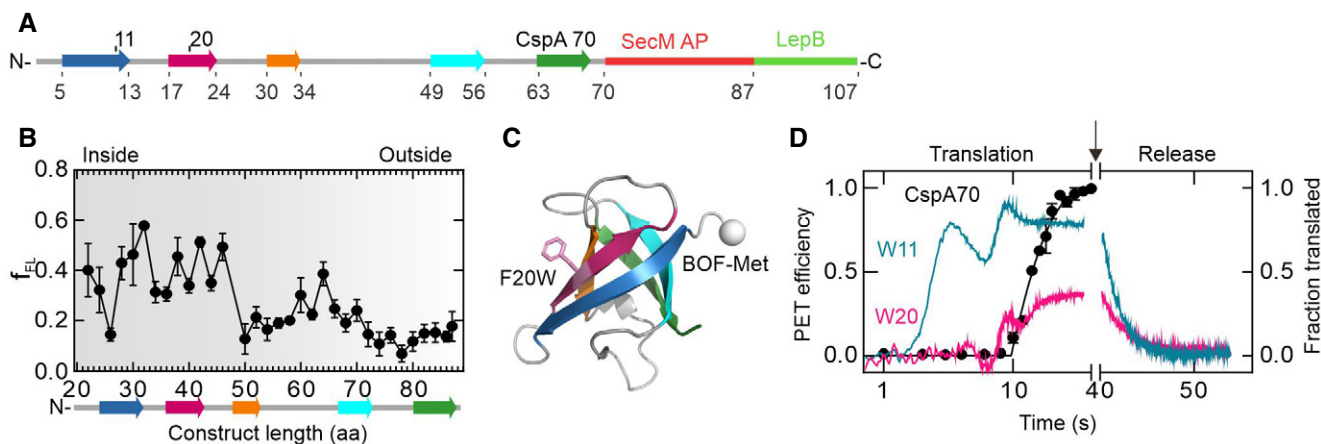 A
11 20 CspA 70 SecM AP LepB
N- -C
5 13 17 24 30 34 49 56 63 70 87 107
B
Inside Outside
0.8
0.6
0.4
0.2
0.0
f_FL
20 30 40 50 60 70 80
N-
Construct length (aa)
C
F20W
BOF-Met
D
Translation Release
CspA70
W11
W20
1.0
0.5
0.0
PET efficiency
1.0
0.5
0.0
Fraction translated
1 10 40 50
Time (s)